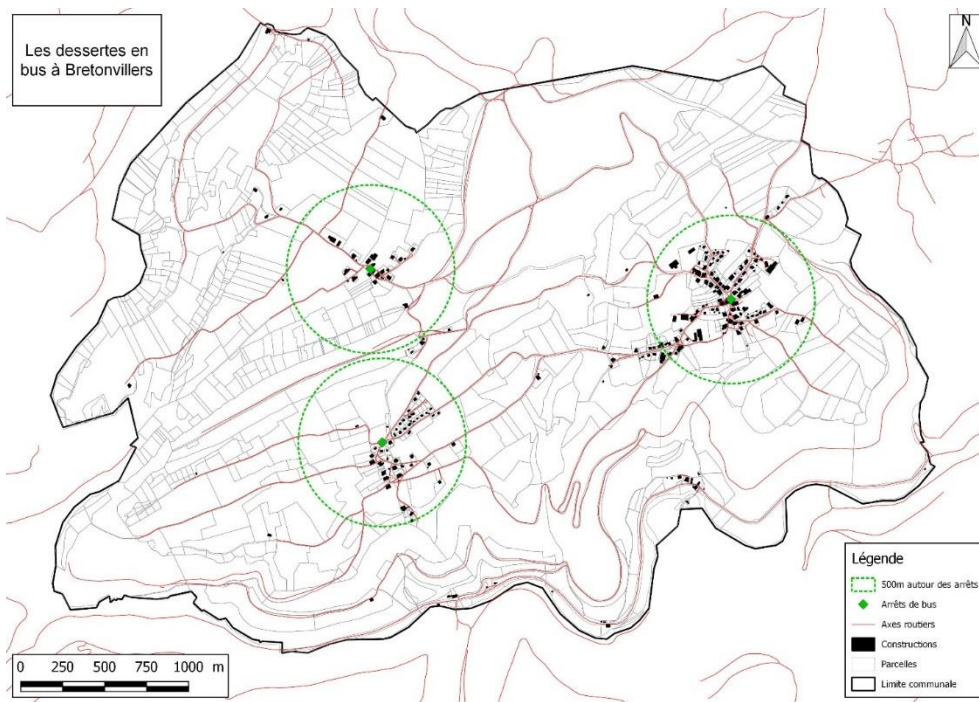 Les dessertes en
bus à Bretonvillers
N
Légende
500m autour des arrêts
Arrêts de bus
Axes routiers
Constructions
Parcelles
Limite communale
0 250 500 750 1000 m